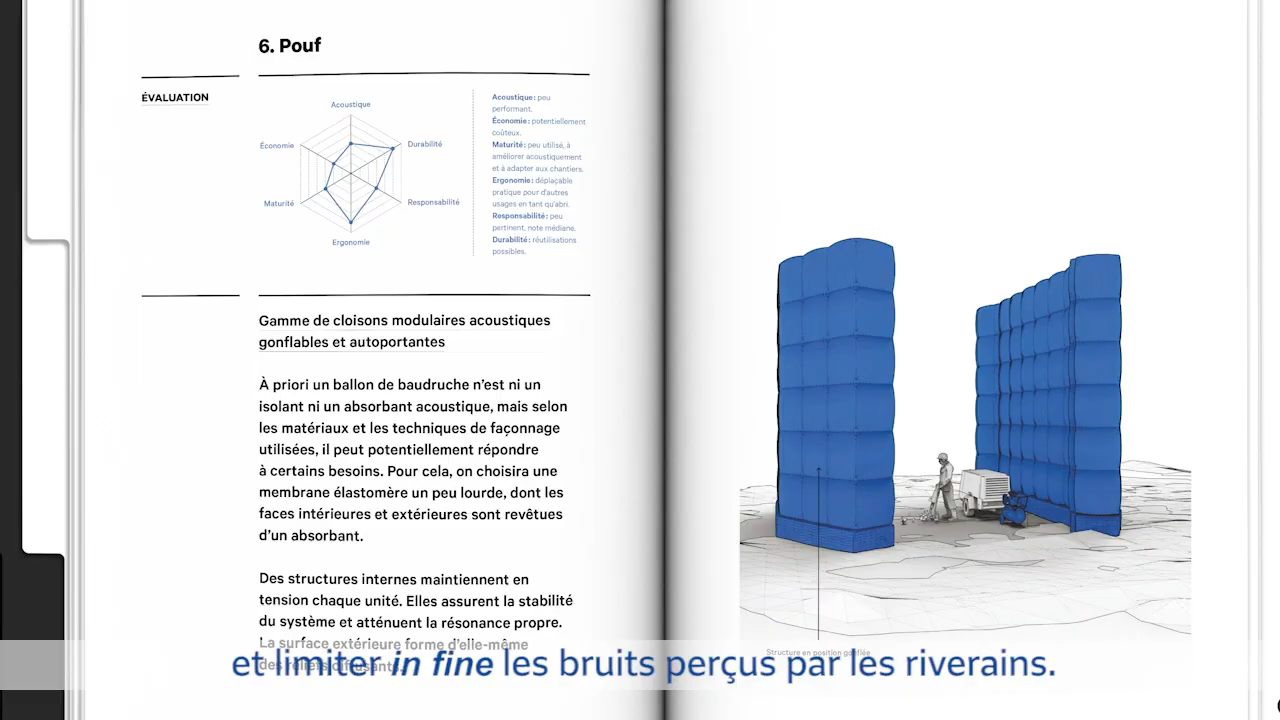 6. Pouf
ÉVALUATION
Acoustique
Économie
Durabilité
Maturité
Responsabilité
Ergonomie
Acoustique : peu
performant.
Économie : potentiellement
coûteux.
Maturité : peu utilisé, à
améliorer acoustiquement
et à adapter aux chantiers.
Ergonomie : déplaçable
pratique pour d'autres
usages en tant qu'abri.
Responsabilité : peu
pertinent, note médiane.
Durabilité : réutilisations
possibles.
Gamme de cloisons modulaires acoustiques
gonflables et autoportantes
À priori un ballon de baudruche n'est ni un
isolant ni un absorbant acoustique, mais selon
les matériaux et les techniques de façonnage
utilisées, il peut potentiellement répondre
à certains besoins. Pour cela, on choisira une
membrane élastomère un peu lourde, dont les
faces intérieures et extérieures sont revêtues
d'un absorbant.
Des structures internes maintiennent en
tension chaque unité. Elles assurent la stabilité
du système et atténuent la résonance propre.
La surface extérieure forme d'elle-même
des reliefs diffusants.
Structure en position gonflée
et limiter in fine les bruits perçus par les riverains.